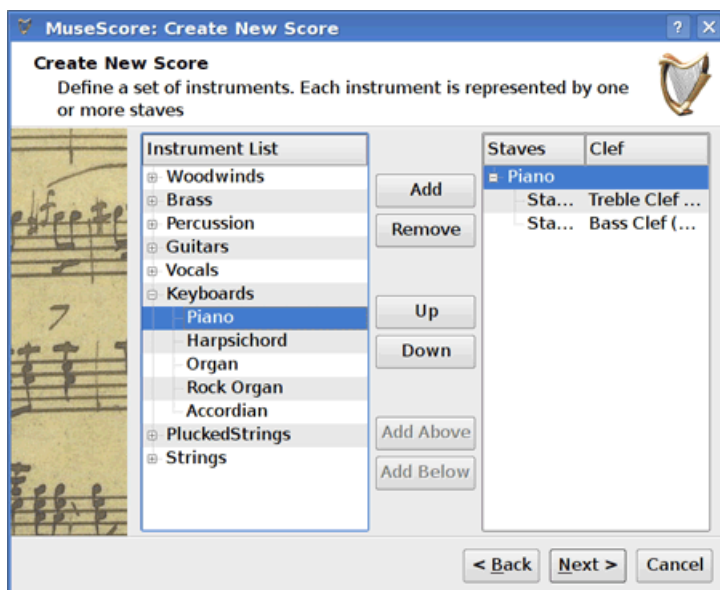 MuseScore: Create New Score
?
X
Create New Score
Define a set of instruments. Each instrument is represented by one
or more staves
Instrument List
Woodwinds
Brass
Percussion
Guitars
Vocals
Keyboards
Piano
Harpsichord
Organ
Rock Organ
Accordian
PluckedStrings
Strings
Add
Remove
Up
Down
Add Above
Add Below
Staves Clef
Piano
Sta... Treble Clef ...
Sta... Bass Clef (...
< Back Next > Cancel
7